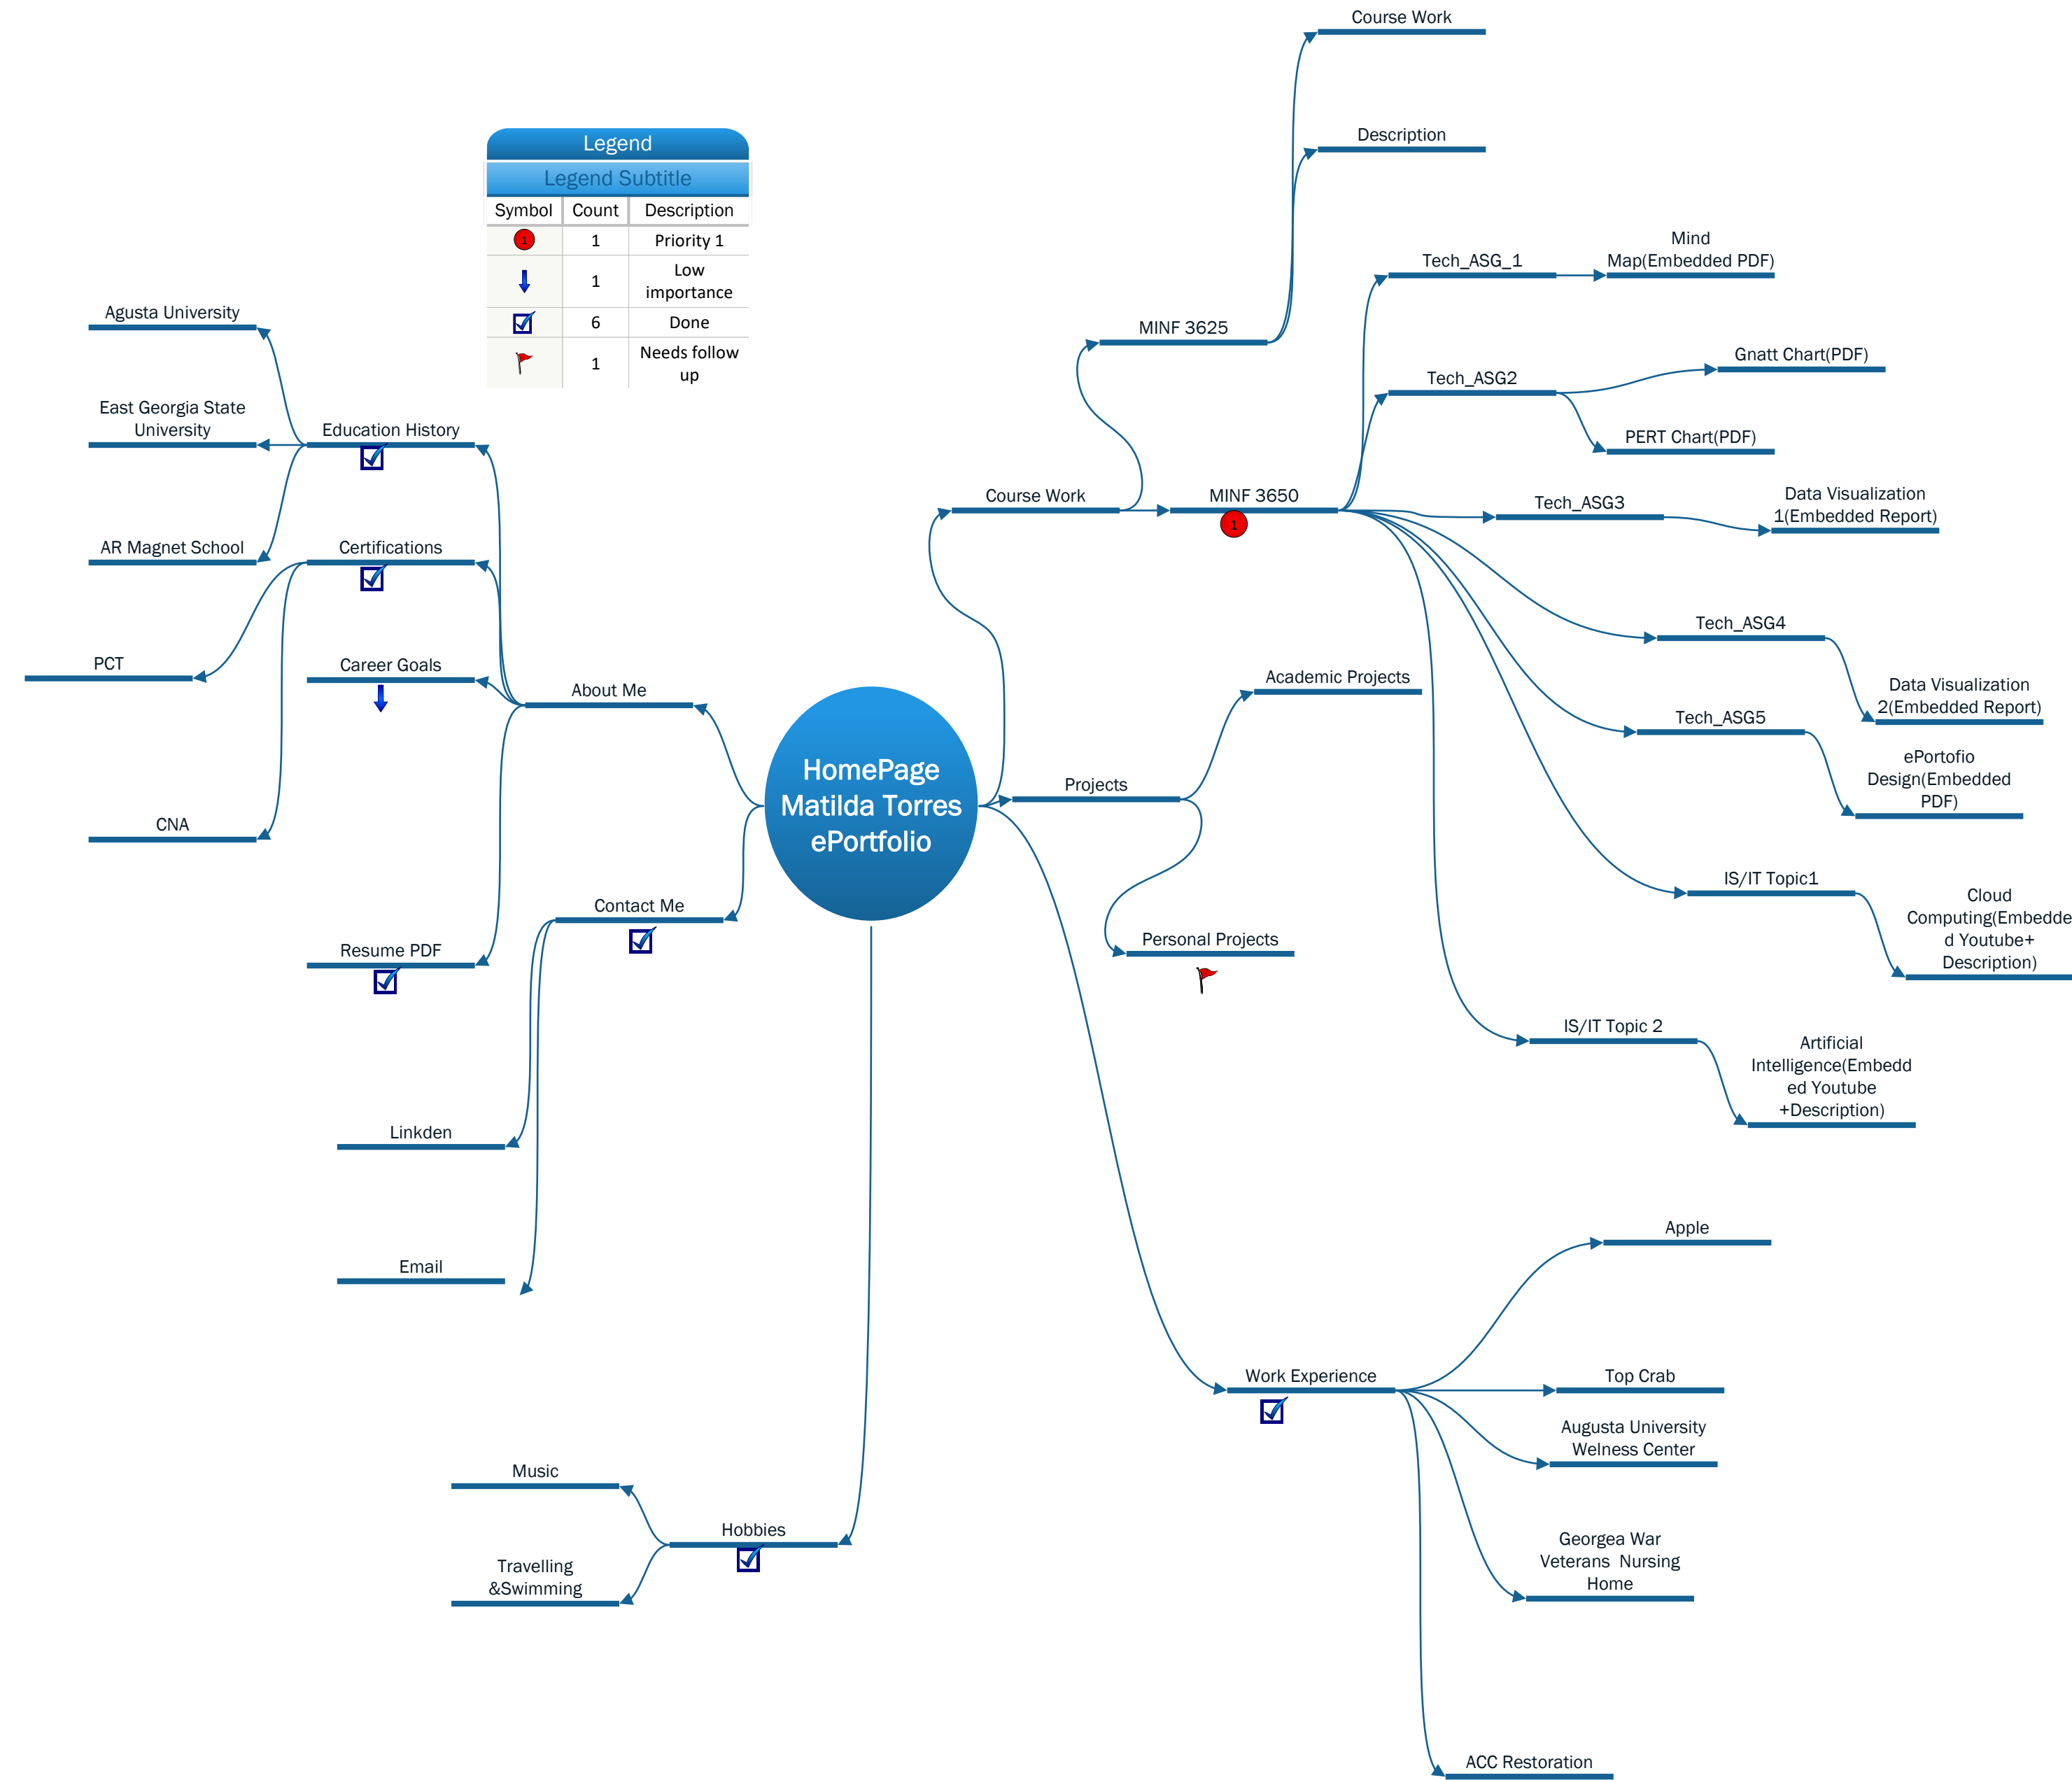 Legend
Legend Subtitle
Symbol Count Description
1 1 Priority 1
1 Low
importance
6 Done
1 Needs follow
up
HomePage
Matilda Torres
ePortfolio
About Me
Education History
Agusta University
East Georgia State
University
AR Magnet School
Certifications
PCT
CNA
Career Goals
Resume PDF
Contact Me
Linkden
Email
Hobbies
Music
Travelling
&Swimming
Course Work
MINF 3625
Course Work
Description
MINF 3650
1
Tech_ASG_1
Mind
Map(Embedded PDF)
Tech_ASG2
Gnatt Chart(PDF)
PERT Chart(PDF)
Tech_ASG3
Data Visualization
1(Embedded Report)
Tech_ASG4
Data Visualization
2(Embedded Report)
Tech_ASG5
ePortofio
Design(Embedded
PDF)
IS/IT Topic1
Cloud
Computing(Embedde
d Youtube+
Description)
IS/IT Topic 2
Artificial
Intelligence(Embedd
ed Youtube
+Description)
Projects
Academic Projects
Personal Projects
Work Experience
Apple
Top Crab
Augusta University
Welness Center
Georgea War
Veterans  Nursing
Home
ACC Restoration